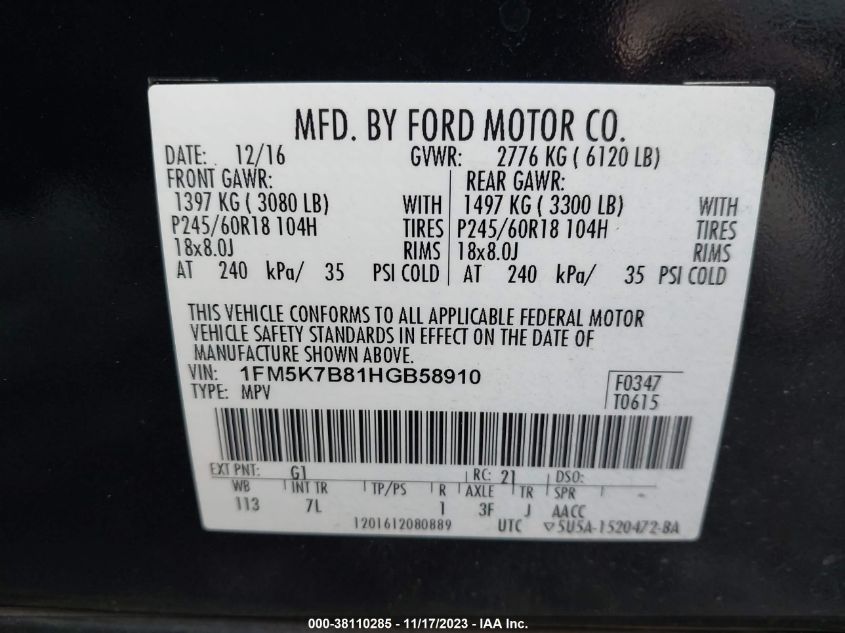 MFD. BY FORD MOTOR CO.
DATE: 12/16 GVWR: 2776 KG ( 6120 LB)
FRONT GAWR: REAR GAWR:
1397 KG ( 3080 LB) WITH 1497 KG ( 3300 LB) WITH
P245/60R18 104H TIRES P245/60R18 104H TIRES
18x8.0J RIMS 18x8.0J RIMS
AT 240 kPa/ 35 PSI COLD AT 240 kPa/ 35 PSI COLD
THIS VEHICLE CONFORMS TO ALL APPLICABLE FEDERAL MOTOR
VEHICLE SAFETY STANDARDS IN EFFECT ON THE DATE OF
MANUFACTURE SHOWN ABOVE.
VIN: 1FM5K7B81HGB58910
TYPE: MPV
F0347
T0615
EXT PNT: G1 RC: 21 DSO:
WB INT TR TP/PS R AXLE TR SPR
113 7L 1 3F J AACC
1201612080889 UTC ▽5U5A-1520472-BA
000-38110285 - 11/17/2023 - IAA Inc.